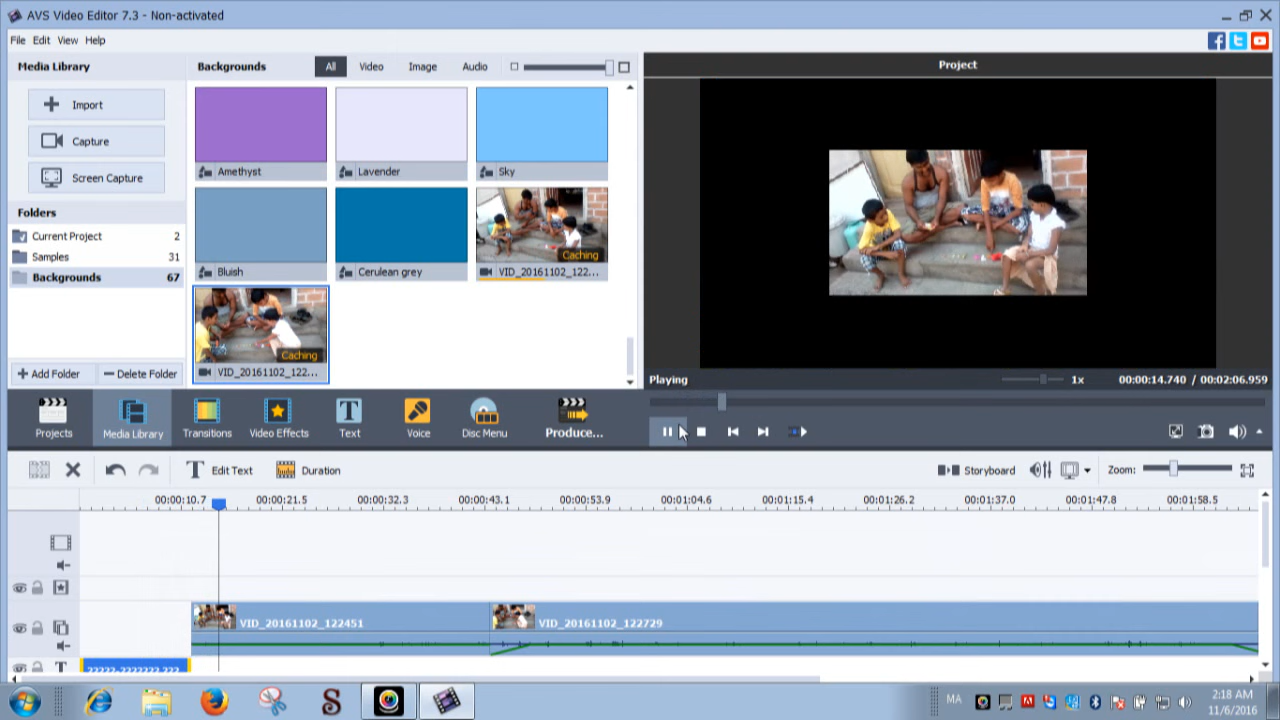 AVS Video Editor 7.3 - Non-activated
File Edit View Help
Media Library
Backgrounds All Video Image Audio
Project
Import
Capture
Screen Capture
Amethyst
Lavender
Sky
Folders
Current Project 2
Samples 31
Backgrounds 67
Bluish
Cerulean grey
Caching
VID_20161102_122...
Caching
VID_20161102_122...
Add Folder
Delete Folder
Playing
1x
00:00:14.740 / 00:02:06.959
Projects
Media Library
Transitions
Video Effects
Text
Voice
Disc Menu
Produce...
Edit Text
Duration
Storyboard
Zoom:
00:00:10.7 00:00:21.5 00:00:32.3 00:00:43.1 00:00:53.9 00:01:04.6 00:01:15.4 00:01:26.2 00:01:37.0 00:01:47.8 00:01:58.5
VID_20161102_122451
VID_20161102_122729
T ?????-??????? ???
MA
2:18 AM
11/6/2016